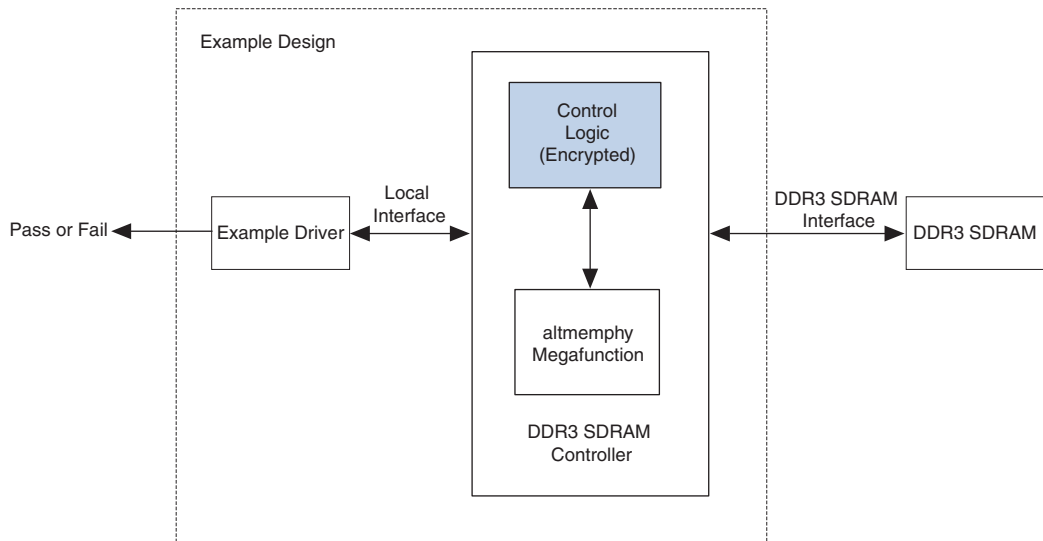 Example Design
Control
Logic
(Encrypted)
Local
Interface
DDR3 SDRAM
Interface
Pass or Fail
Example Driver
DDR3 SDRAM
altmemphy
Megafunction
DDR3 SDRAM
Controller